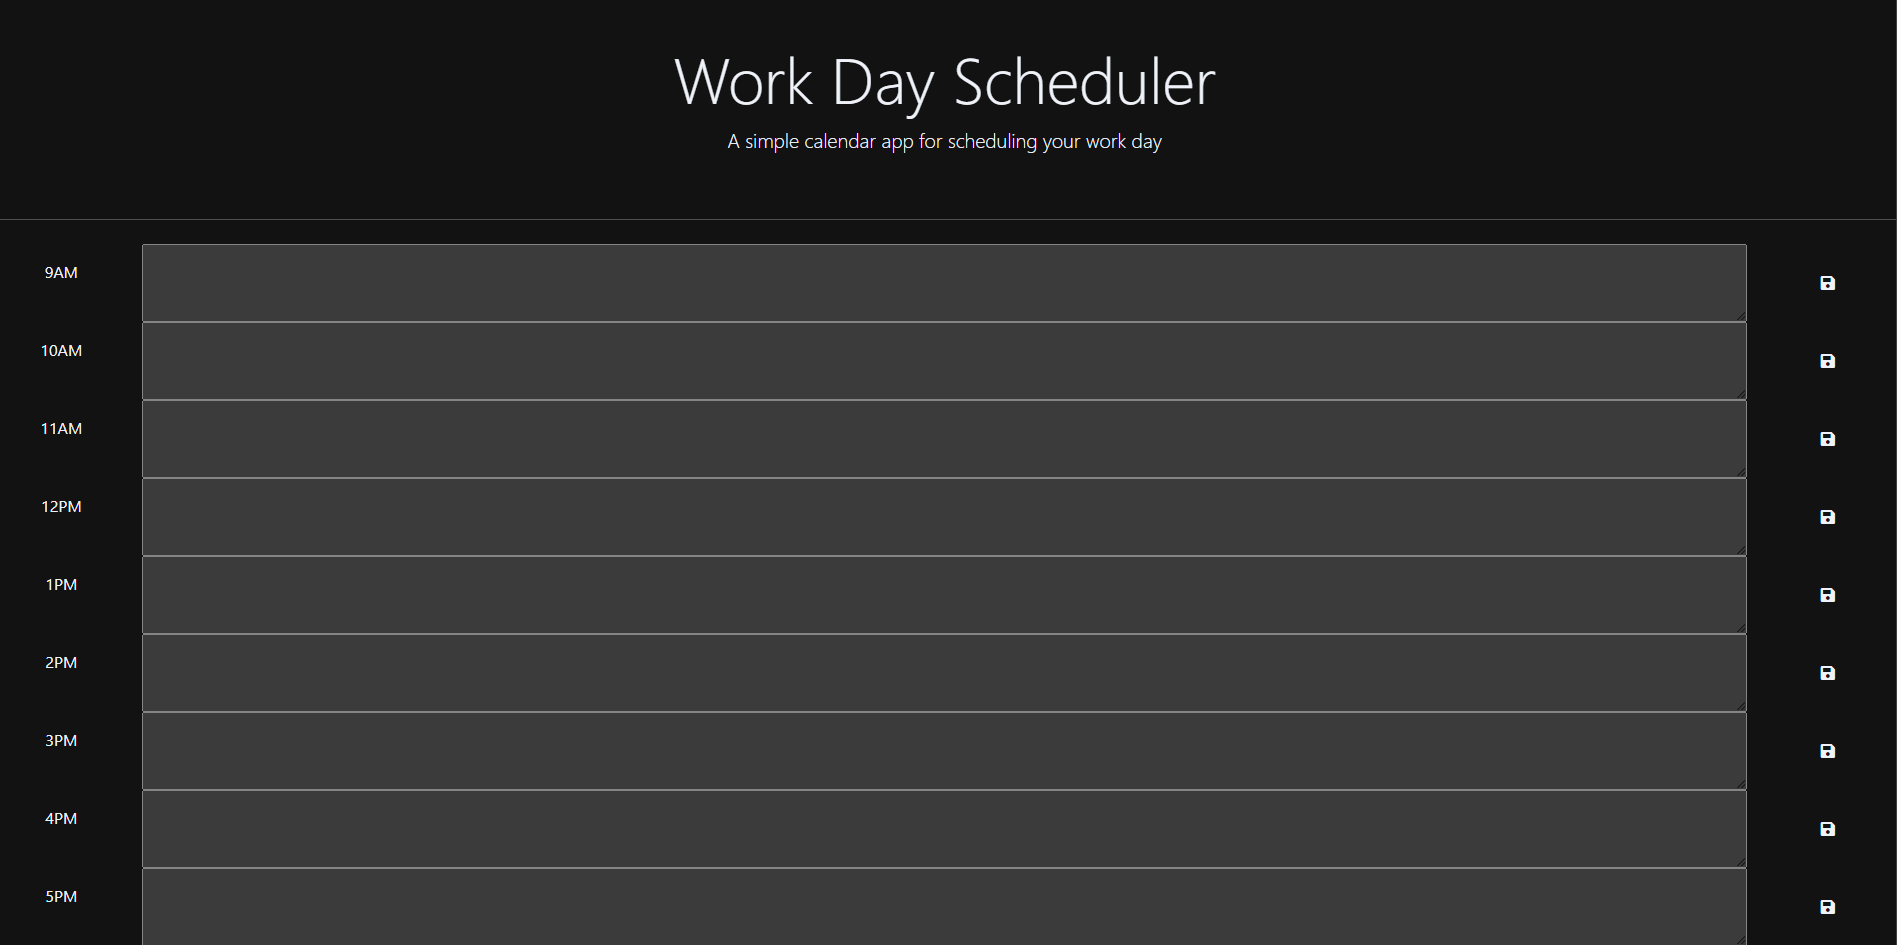 Work Day Scheduler
A simple calendar app for scheduling your work day
9AM
10AM
11AM
12PM
1PM
2PM
3PM
4PM
5PM